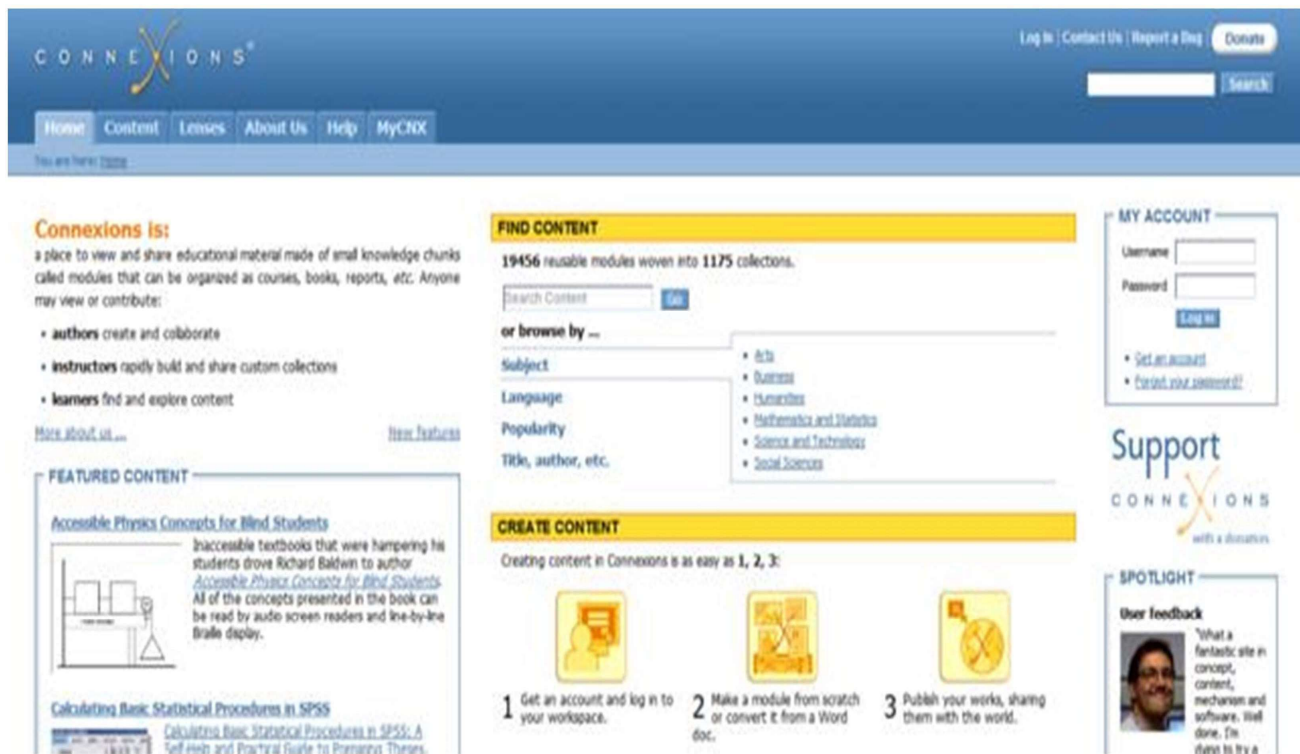 CONNEXIONS®
Log In | Contact Us | Report a Bug
Donate
Search
Home Content Lenses About Us Help MyCNX
You are here: Home
Connexions is:
a place to view and share educational material made of small knowledge chunks
called modules that can be organized as courses, books, reports, etc. Anyone
may view or contribute:
• authors create and collaborate
• instructors rapidly build and share custom collections
• learners find and explore content
More about us ... New features
FEATURED CONTENT
Accessible Physics Concepts for Blind Students
Inaccessible textbooks that were hampering his
students drove Richard Baldwin to author
Accessible Physics Concepts for Blind Students.
All of the concepts presented in the book can
be read by audio screen readers and line-by-line
Braille display.
Calculating Basic Statistical Procedures in SPSS
Calculating Basic Statistical Procedures in SPSS: A
Self-Help and Practical Guide to Preparing Theses,
FIND CONTENT
19456 reusable modules woven into 1175 collections.
Search Content Go
or browse by ...
Subject
Language
Popularity
Title, author, etc.
• Arts
• Business
• Humanities
• Mathematics and Statistics
• Science and Technology
• Social Sciences
CREATE CONTENT
Creating content in Connexions is as easy as 1, 2, 3:
1 Get an account and log in to
your workspace.
2 Make a module from scratch
or convert it from a Word
doc.
3 Publish your works, sharing
them with the world.
MY ACCOUNT
Username
Password
Log in
• Get an account
• Forgot your password?
Support
CONNEXIONS
with a donation
SPOTLIGHT
User feedback
"What a
fantastic site in
concept,
content,
mechanism and
software. Well
done. I'm
dying to try a